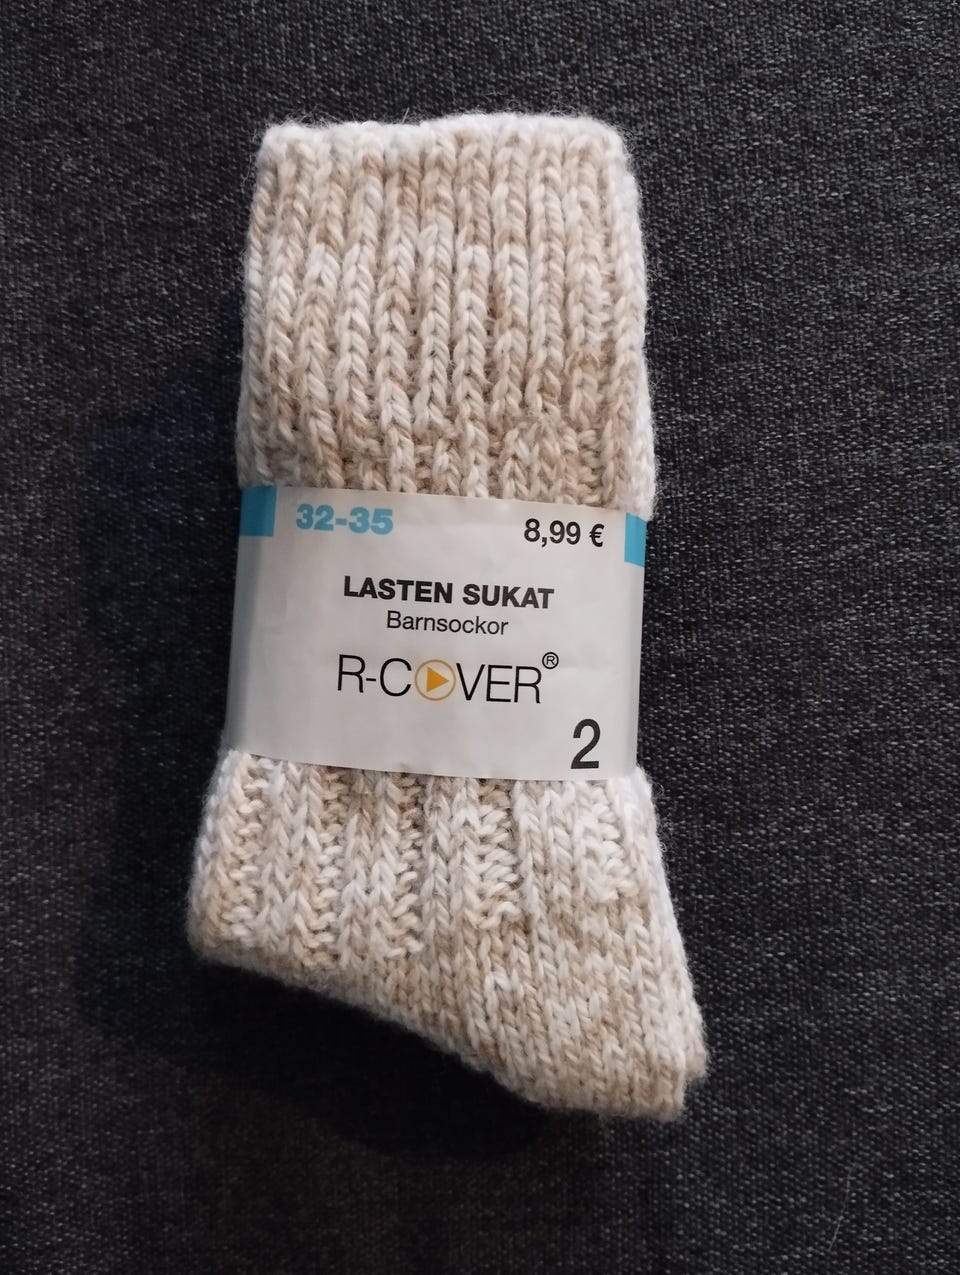 32-35 8,99 €
LASTEN SUKAT
Barnsockor
R-COVER®
2